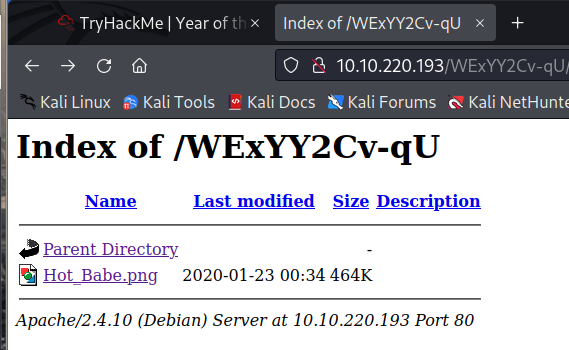 TryHackMe | Year of th
Index of /WExYY2Cv-qU
10.10.220.193/WExYY2Cv-qU/
Kali Linux Kali Tools Kali Docs Kali Forums Kali NetHunte
Index of /WExYY2Cv-qU
Name Last modified Size Description
Parent Directory -
Hot_Babe.png 2020-01-23 00:34 464K
Apache/2.4.10 (Debian) Server at 10.10.220.193 Port 80